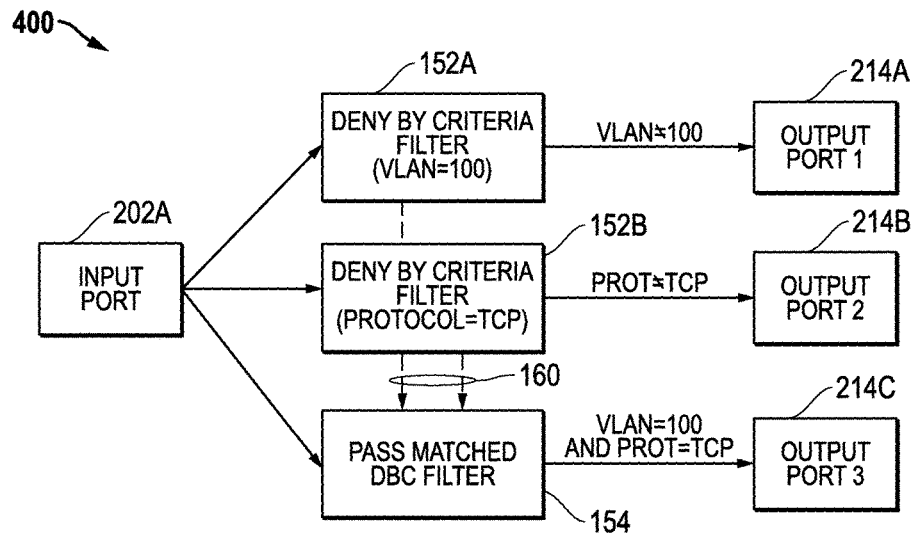 400
152A
DENY BY CRITERIA
FILTER
(VLAN=100)
VLAN≠100
214A
OUTPUT
PORT 1
202A
INPUT
PORT
152B
DENY BY CRITERIA
FILTER
(PROTOCOL=TCP)
PROT≠TCP
214B
OUTPUT
PORT 2
160
PASS MATCHED
DBC FILTER
154
VLAN=100
AND PROT=TCP
214C
OUTPUT
PORT 3